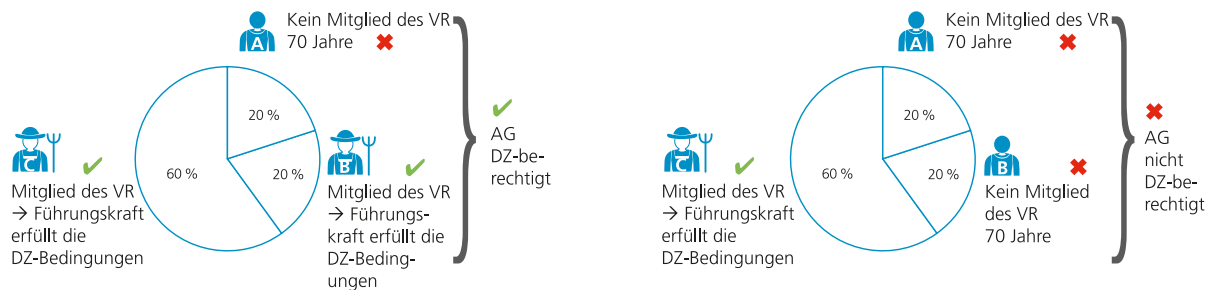 Kein Mitglied des VR
70 Jahre
A
20 %
60 %
20 %
C
Mitglied des VR
→ Führungskraft
erfüllt die
DZ-Bedingungen
B
Mitglied des VR
→ Führungs-
kraft erfüllt die
DZ-Beding-
ungen
AG
DZ-be-
rechtigt
Kein Mitglied des VR
70 Jahre
A
20 %
60 %
20 %
C
Mitglied des VR
→ Führungskraft
erfüllt die
DZ-Bedingungen
B
Kein Mitglied
des VR
70 Jahre
AG
nicht
DZ-be-
rechtigt